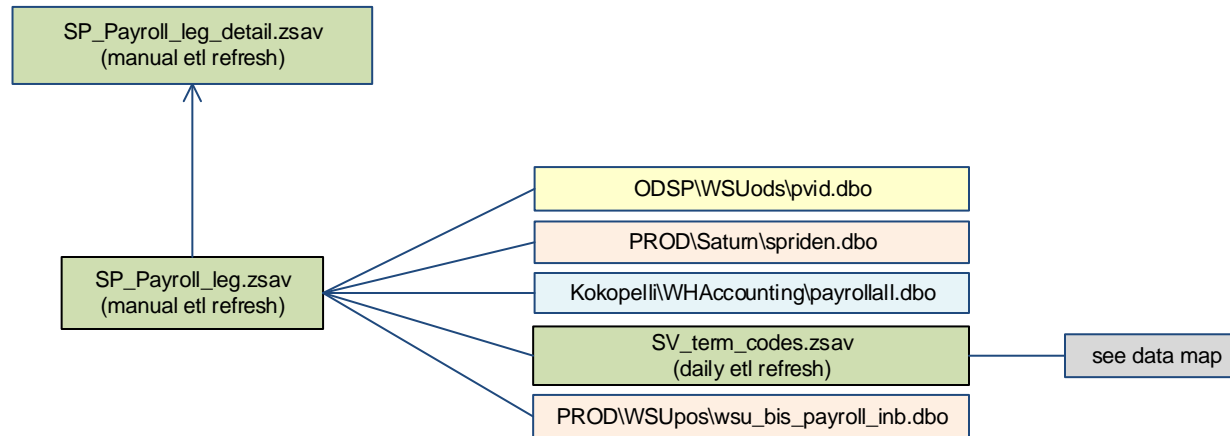 SP_Payroll_leg_detail.zsav
(manual etl refresh)
ODSP\WSUods\pvid.dbo
PROD\Saturn\spriden.dbo
SP_Payroll_leg.zsav
(manual etl refresh)
Kokopelli\WHAccounting\payrollall.dbo
SV_term_codes.zsav
(daily etl refresh)
see data map
PROD\WSUpos\wsu_bis_payroll_inb.dbo